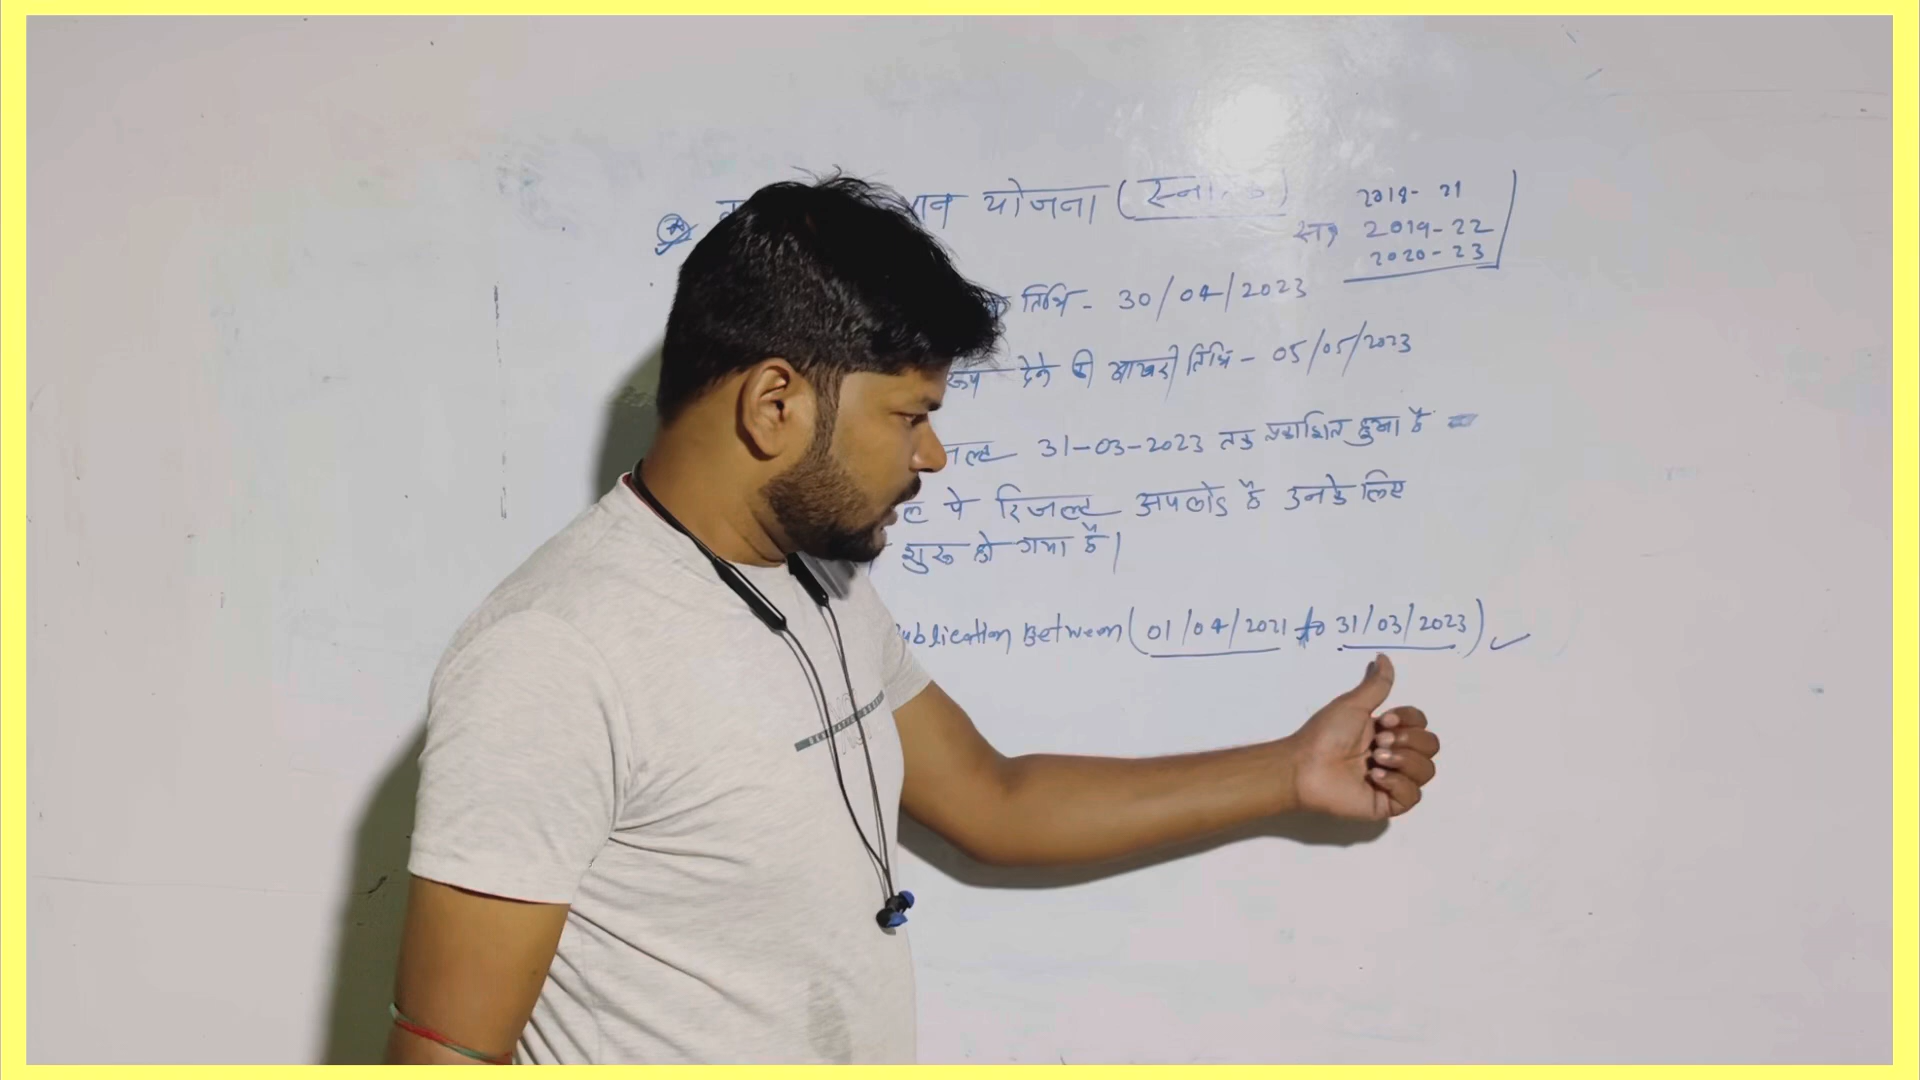 योजना (स्नातक)
2018-21
सत्र 2019-22
2020-23
तिथि - 30/04/2023
देने की आखरी तिथि - 05/05/2023
31-03-2023 तक प्रकाशित हुआ है
पे रिजल्ट अपलोड है उनके लिए
शुरू हो गया है।
Publication Between (01/04/2021 to 31/03/2023)